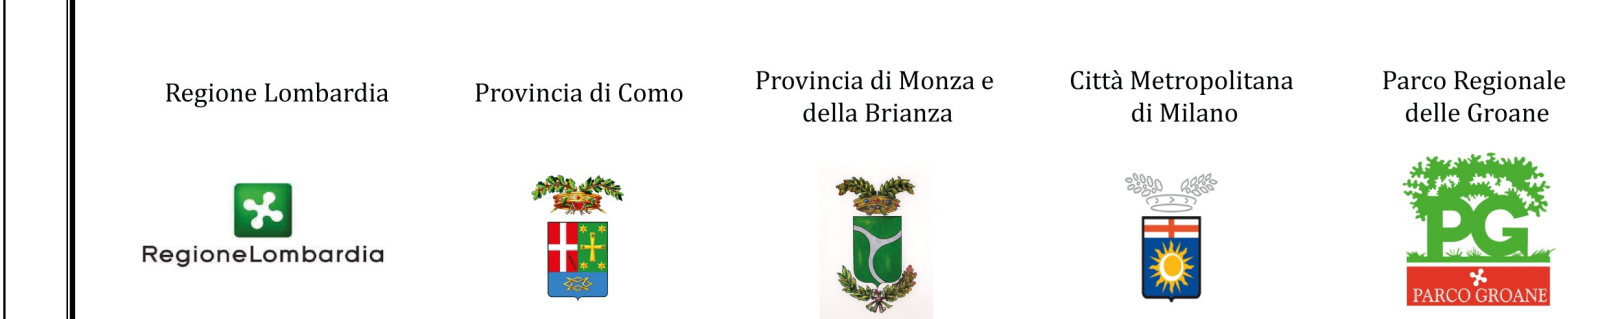 Regione Lombardia
Provincia di Como
Provincia di Monza e
della Brianza
Città Metropolitana
di Milano
Parco Regionale
delle Groane
RegioneLombardia
PG
PARCO GROANE